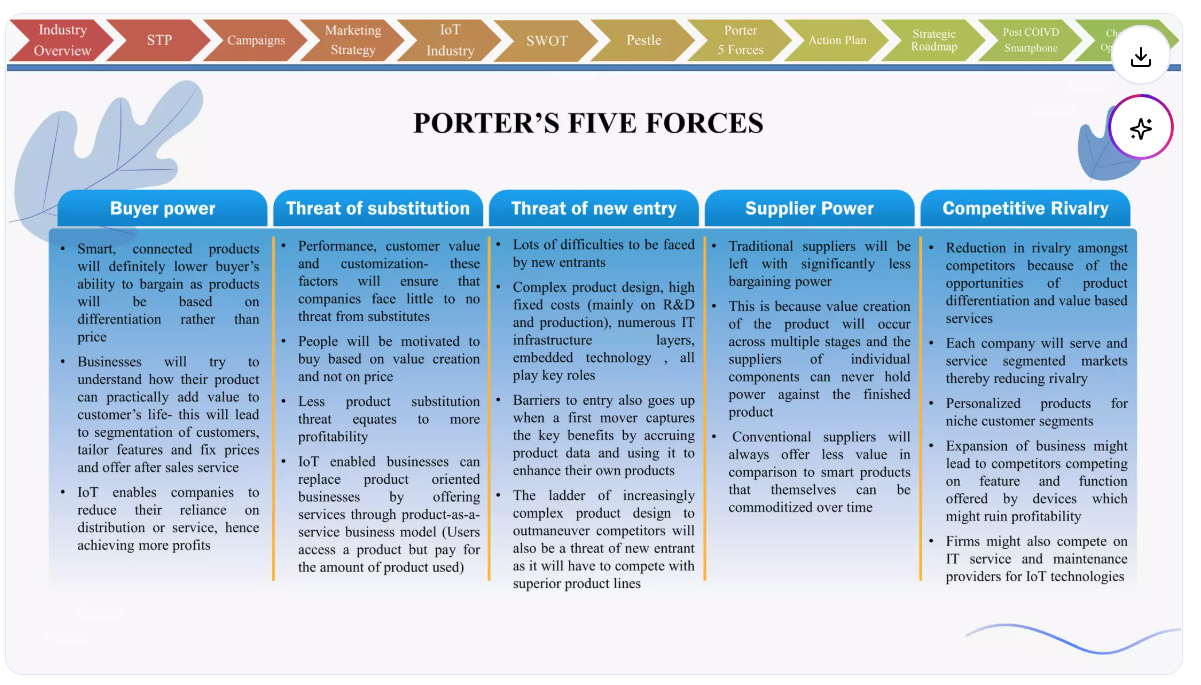 Industry
Overview
STP
Campaigns
Marketing
Strategy
IoT
Industry
SWOT
Pestle
Porter
5 Forces
Action Plan
Strategic
Roadmap
Post COIVD
Smartphone
PORTER’S FIVE FORCES
Buyer power
• Smart, connected products
will definitely lower buyer’s
ability to bargain as products
will be based on
differentiation rather than
price
• Businesses will try to
understand how their product
can practically add value to
customer’s life- this will lead
to segmentation of customers,
tailor features and fix prices
and offer after sales service
• IoT enables companies to
reduce their reliance on
distribution or service, hence
achieving more profits
Threat of substitution
• Performance, customer value
and customization- these
factors will ensure that
companies face little to no
threat from substitutes
• People will be motivated to
buy based on value creation
and not on price
• Less product substitution
threat equates to more
profitability
• IoT enabled businesses can
replace product oriented
businesses by offering
services through product-as-a-
service business model (Users
access a product but pay for
the amount of product used)
Threat of new entry
• Lots of difficulties to be faced
by new entrants
• Complex product design, high
fixed costs (mainly on R&D
and production), numerous IT
infrastructure layers,
embedded technology , all
play key roles
• Barriers to entry also goes up
when a first mover captures
the key benefits by accruing
product data and using it to
enhance their own products
• The ladder of increasingly
complex product design to
outmaneuver competitors will
also be a threat of new entrant
as it will have to compete with
superior product lines
Supplier Power
• Traditional suppliers will be
left with significantly less
bargaining power
• This is because value creation
of the product will occur
across multiple stages and the
suppliers of individual
components can never hold
power against the finished
product
• Conventional suppliers will
always offer less value in
comparison to smart products
that themselves can be
commoditized over time
Competitive Rivalry
• Reduction in rivalry amongst
competitors because of the
opportunities of product
differentiation and value based
services
• Each company will serve and
service segmented markets
thereby reducing rivalry
• Personalized products for
niche customer segments
• Expansion of business might
lead to competitors competing
on feature and function
offered by devices which
might ruin profitability
• Firms might also compete on
IT service and maintenance
providers for IoT technologies